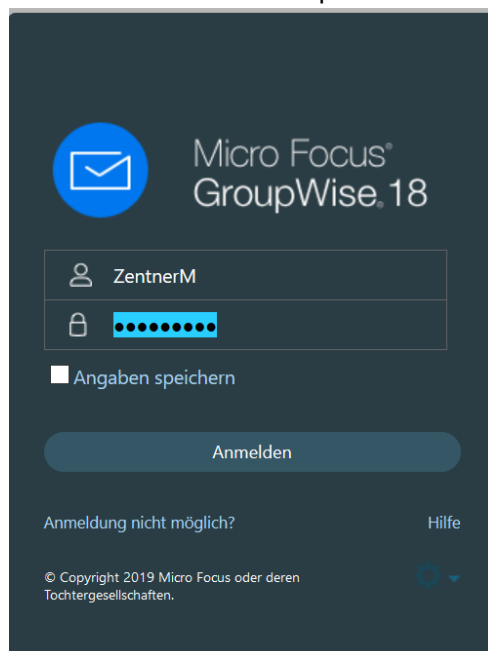 Micro Focus®
GroupWise® 18
ZentnerM
●●●●●●●●●
Angaben speichern
Anmelden
Anmeldung nicht möglich?
Hilfe
© Copyright 2019 Micro Focus oder deren
Tochtergesellschaften.